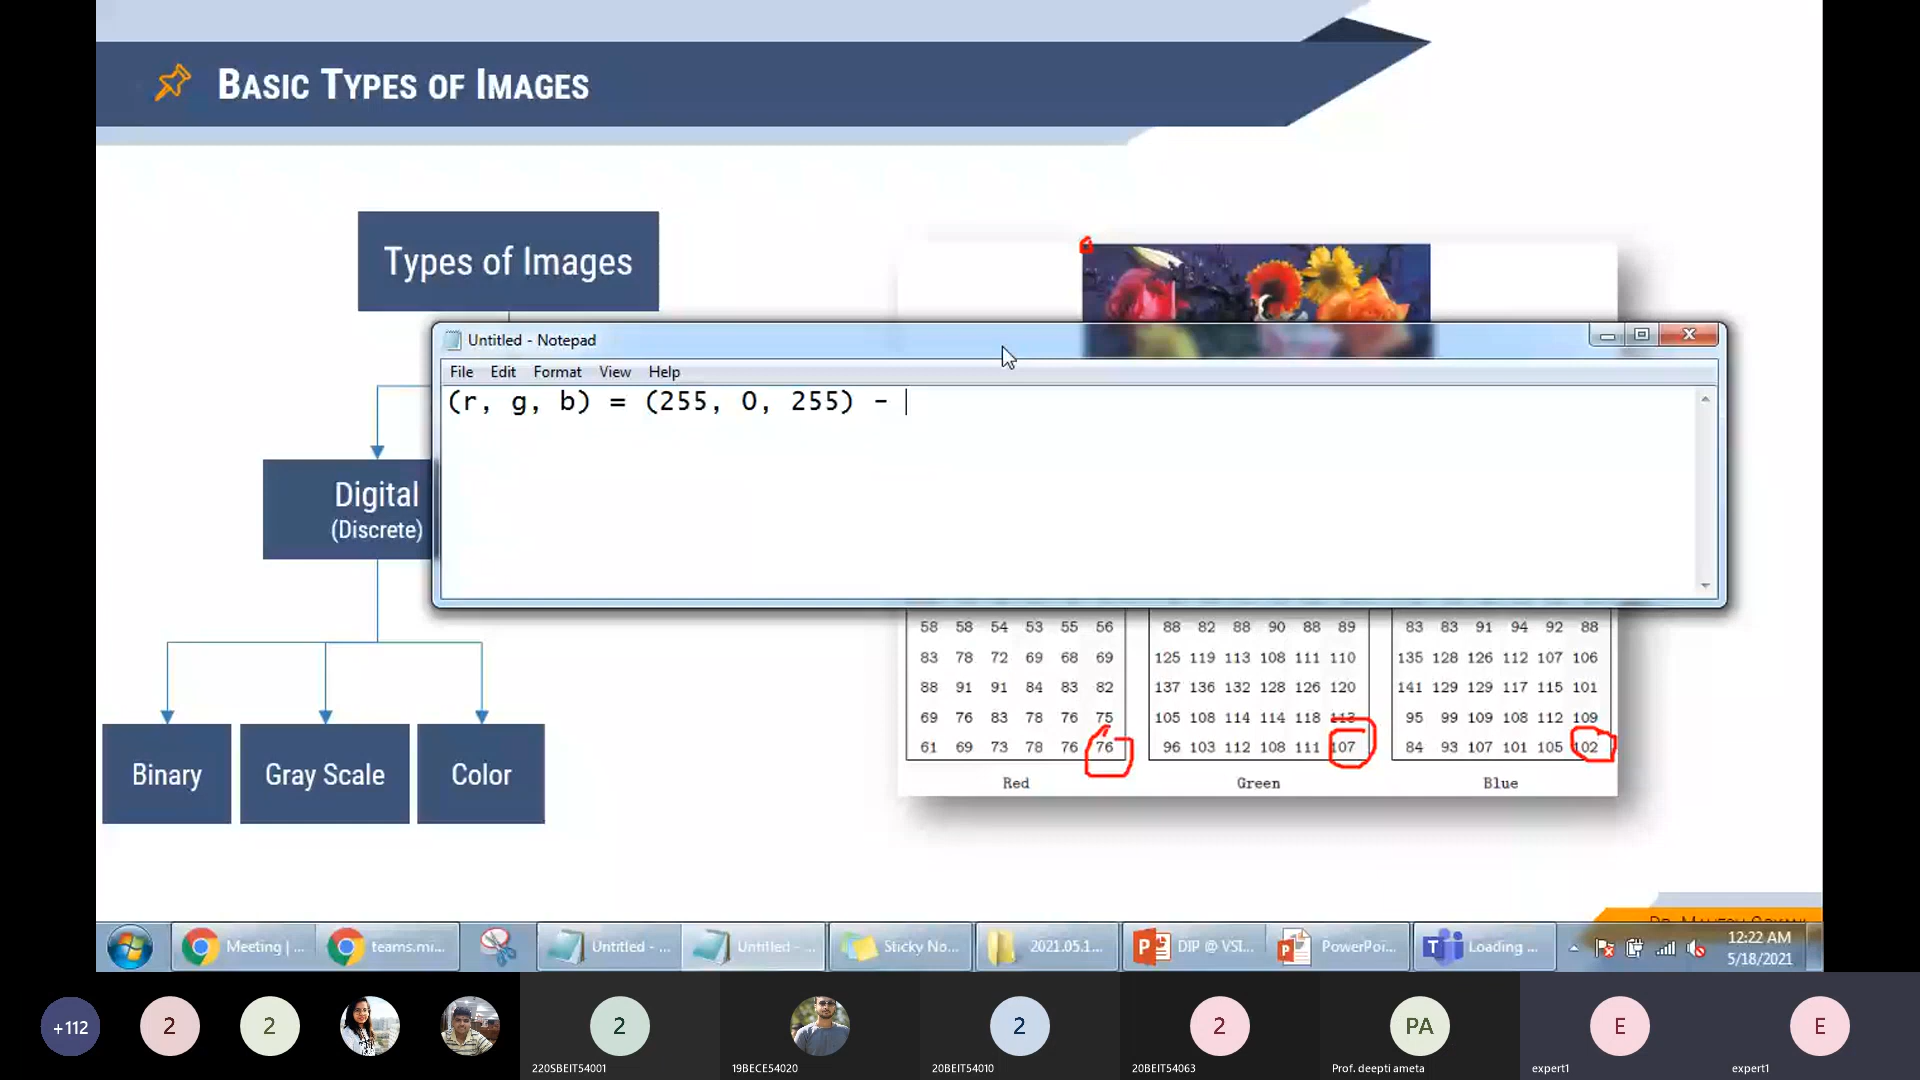 BASIC TYPES OF IMAGES
Types of Images
Untitled - Notepad
File Edit Format View Help
(r, g, b) = (255, 0, 255) -
Digital
(Discrete)
Binary
Gray Scale
Color
58 58 54 53 55 56
83 78 72 69 68 69
88 91 91 84 83 82
69 76 83 78 76 75
61 69 73 78 76 76
Red
88 82 88 90 88 89
125 119 113 108 111 110
137 136 132 128 126 120
105 108 114 114 118 113
96 103 112 108 111 107
Green
83 83 91 94 92 88
135 128 126 112 107 106
141 129 129 117 115 101
95 99 109 108 112 109
84 93 107 101 105 102
Blue
Meeting | ...
teams.mi...
Untitled - ...
Untitled - ...
Sticky No...
2021.05.1...
DIP @ VSI...
PowerPoi...
Loading ...
12:22 AM
5/18/2021
+112
2
2
2
220SBEIT54001
19BECE54020
2
20BEIT54010
2
20BEIT54063
PA
Prof. deepti ameta
E
expert1
E
expert1